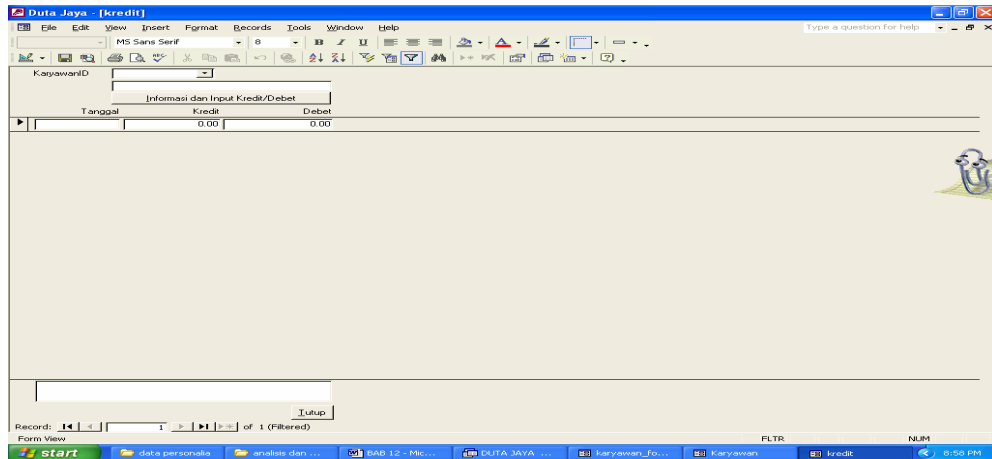 Duta Jaya - [kredit]
File Edit View Insert Format Records Tools Window Help Type a question for help
MS Sans Serif 8 B I U A
KaryawanID
Informasi dan Input Kredit/Debet
Tanggal Kredit Debet
0.00 0.00
Tutup
Record: 1 of 1 (Filtered)
Form View FLTR NUM
start data personalia analisis dan ... BAB 12 - Mic... DUTA JAYA ... karyawan_fo... Karyawan kredit 8:58 PM